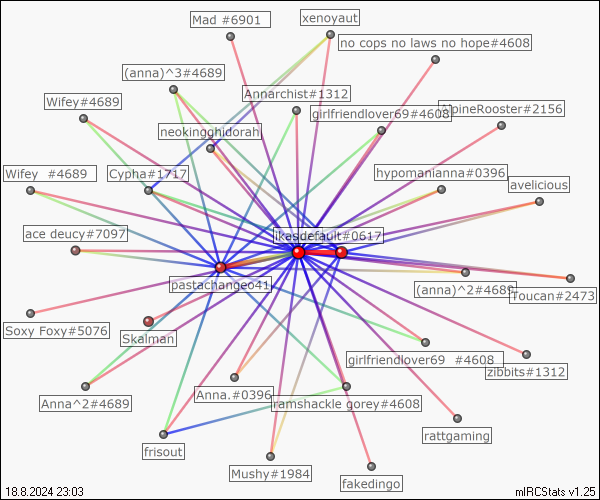 Mad #6901
xenoyaut
no cops no laws no hope#4608
(anna)^3#4689
Annarchist#1312
Wifey#4689
girlfriendlover69#4608
AlpineRooster#2156
neokingghidorah
Wifey #4689
Cypha#1717
hypomanianna#0396
avelicious
ace deucy#7097
ikesdefault#0617
pastachangeo41
(anna)^2#4689
Toucan#2473
Soxy Foxy#5076
Skalman
girlfriendlover69 #4608
zibbits#1312
Anna^2#4689
Anna.#0396
ramshackle gorey#4608
rattgaming
frisout
Mushy#1984
fakedingo
18.8.2024 23:03
mIRCStats v1.25